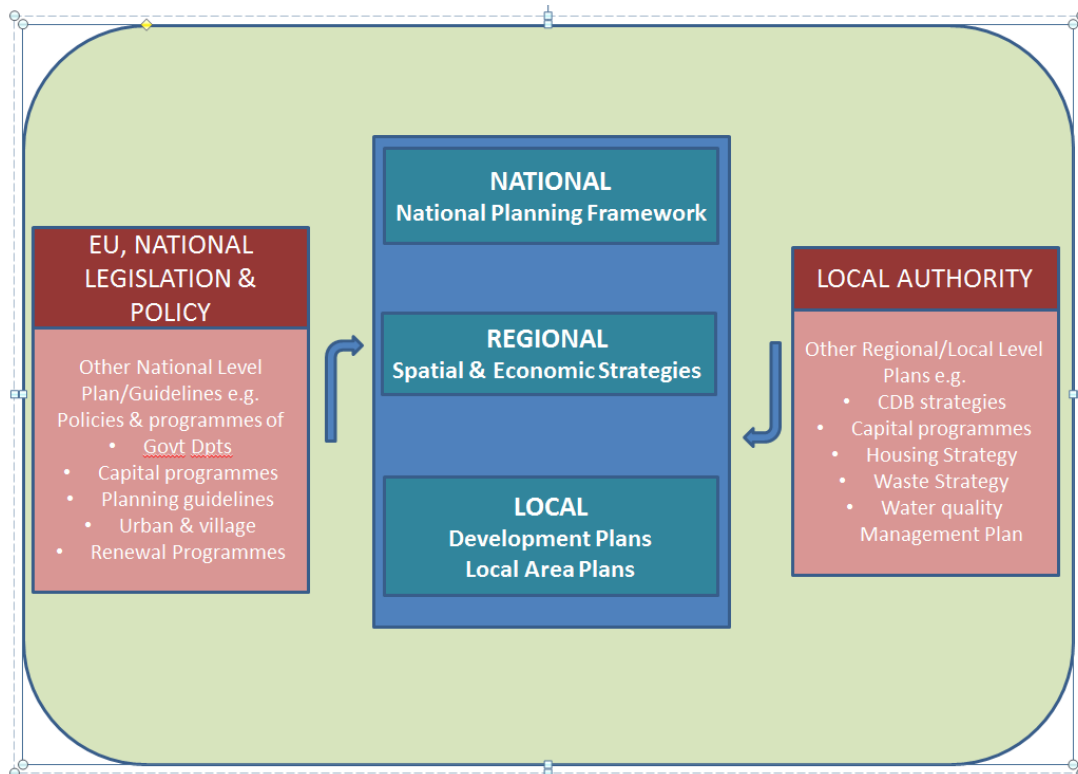 EU, NATIONAL
LEGISLATION &
POLICY
Other National Level
Plan/Guidelines e.g.
Policies & programmes of
• Govt Dpts
• Capital programmes
• Planning guidelines
• Urban & village
• Renewal Programmes
NATIONAL
National Planning Framework
REGIONAL
Spatial & Economic Strategies
LOCAL
Development Plans
Local Area Plans
LOCAL AUTHORITY
Other Regional/Local Level
Plans e.g.
• CDB strategies
• Capital programmes
• Housing Strategy
• Waste Strategy
• Water quality
Management Plan